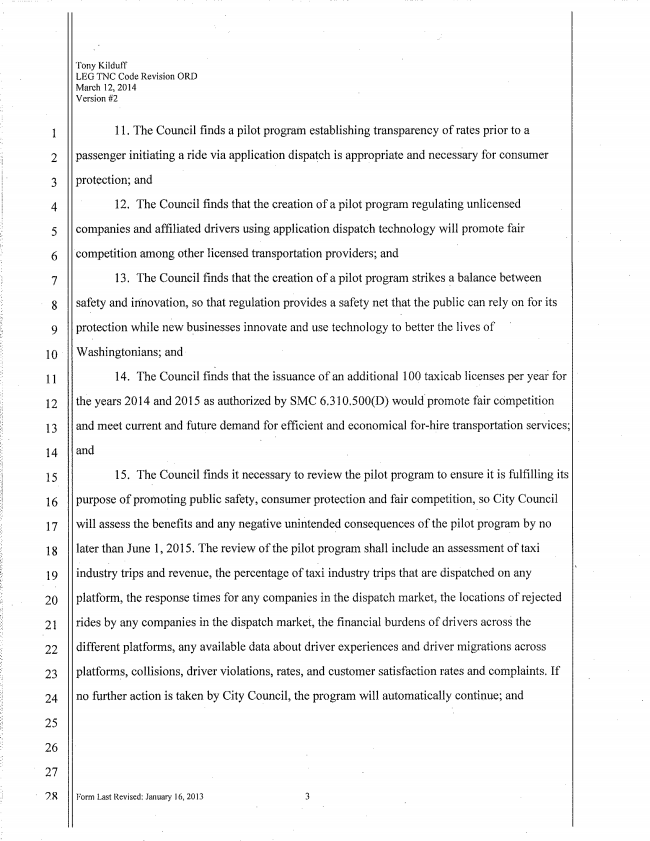 Tony Kilduff
LEG TNC Code Revision ORD
March 12, 2014
Version #2
1 11. The Council finds a pilot program establishing transparency of rates prior to a
2 passenger initiating a ride via application dispatch is appropriate and necessary for consumer
3 protection; and
4 12. The Council finds that the creation of a pilot program regulating unlicensed
5 companies and affiliated drivers using application dispatch technology will promote fair
6 competition among other licensed transportation providers; and
7 13. The Council finds that the creation of a pilot program strikes a balance between
8 safety and innovation, so that regulation provides a safety net that the public can rely on for its
9 protection while new businesses innovate and use technology to better the lives of
10 Washingtonians; and
11 14. The Council finds that the issuance of an additional 100 taxicab licenses per year for
12 the years 2014 and 2015 as authorized by SMC 6.310.500(D) would promote fair competition
13 and meet current and future demand for efficient and economical for-hire transportation services;
14 and
15 15. The Council finds it necessary to review the pilot program to ensure it is fulfilling its
16 purpose of promoting public safety, consumer protection and fair competition, so City Council
17 will assess the benefits and any negative unintended consequences of the pilot program by no
18 later than June 1, 2015. The review of the pilot program shall include an assessment of taxi
19 industry trips and revenue, the percentage of taxi industry trips that are dispatched on any
20 platform, the response times for any companies in the dispatch market, the locations of rejected
21 rides by any companies in the dispatch market, the financial burdens of drivers across the
22 different platforms, any available data about driver experiences and driver migrations across
23 platforms, collisions, driver violations, rates, and customer satisfaction rates and complaints. If
24 no further action is taken by City Council, the program will automatically continue; and
25
26
27
28 Form Last Revised: January 16, 2013 3